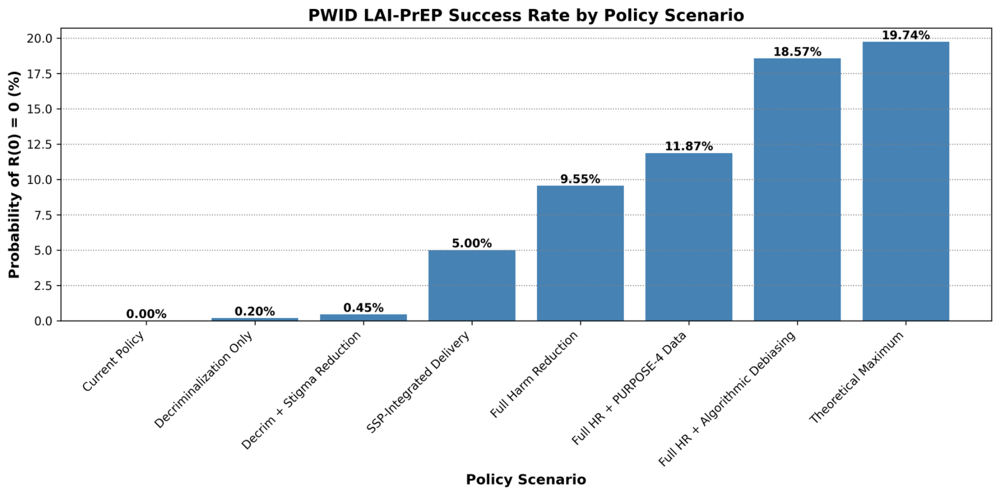 PWID LAI-PrEP Success Rate by Policy Scenario
Probability of R(0) = 0 (%)
20.0
17.5
15.0
12.5
10.0
7.5
5.0
2.5
0.0
0.00%
0.20%
0.45%
5.00%
9.55%
11.87%
18.57%
19.74%
Current Policy
Decriminalization Only
Decrim + Stigma Reduction
SSP-Integrated Delivery
Full Harm Reduction
Full HR + PURPOSE-4 Data
Full HR + Algorithmic Debiasing
Theoretical Maximum
Policy Scenario